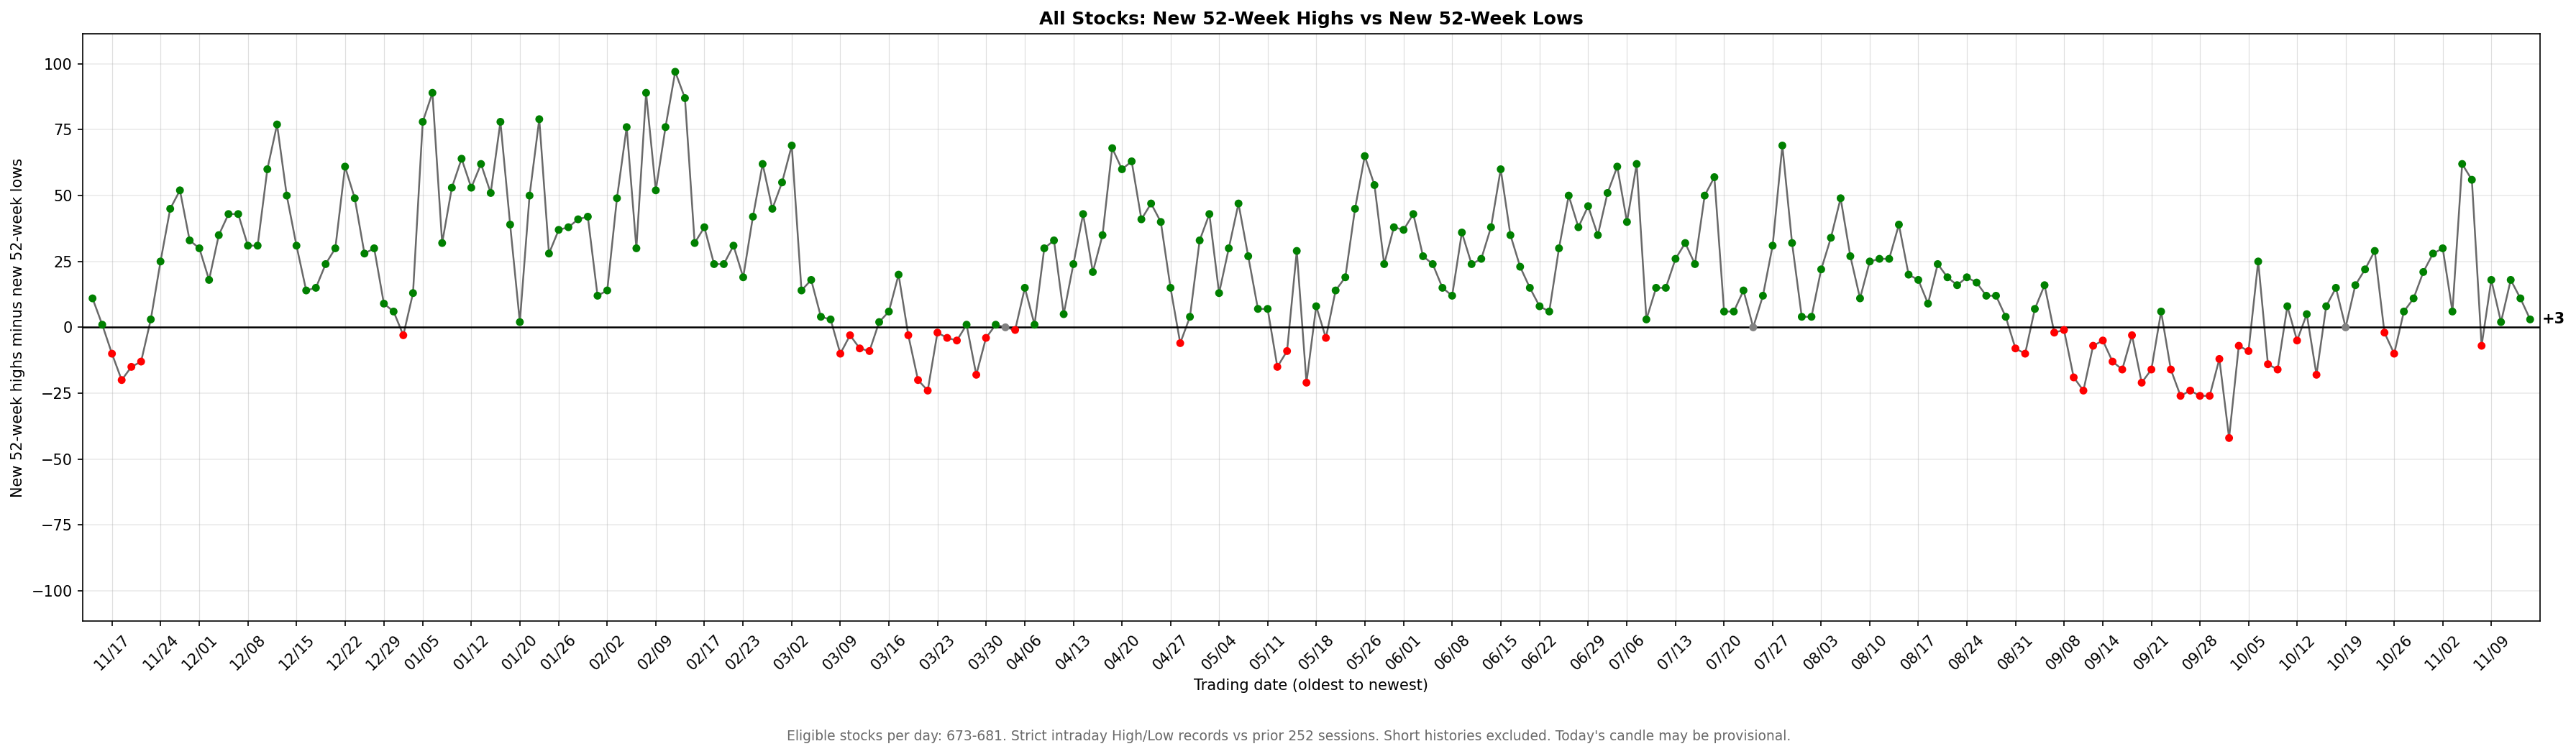 All Stocks: New 52-Week Highs vs New 52-Week Lows
New 52-week highs minus new 52-week lows
100
75
50
25
0
−25
−50
−75
−100
+3
11/17 11/24 12/01 12/08 12/15 12/22 12/29 01/05 01/12 01/20 01/26 02/02 02/09 02/17 02/23 03/02 03/09 03/16 03/23 03/30 04/06 04/13 04/20 04/27 05/04 05/11 05/18 05/26 06/01 06/08 06/15 06/22 06/29 07/06 07/13 07/20 07/27 08/03 08/10 08/17 08/24 08/31 09/08 09/14 09/21 09/28 10/05 10/12 10/19 10/26 11/02 11/09
Trading date (oldest to newest)
Eligible stocks per day: 673-681. Strict intraday High/Low records vs prior 252 sessions. Short histories excluded. Today's candle may be provisional.